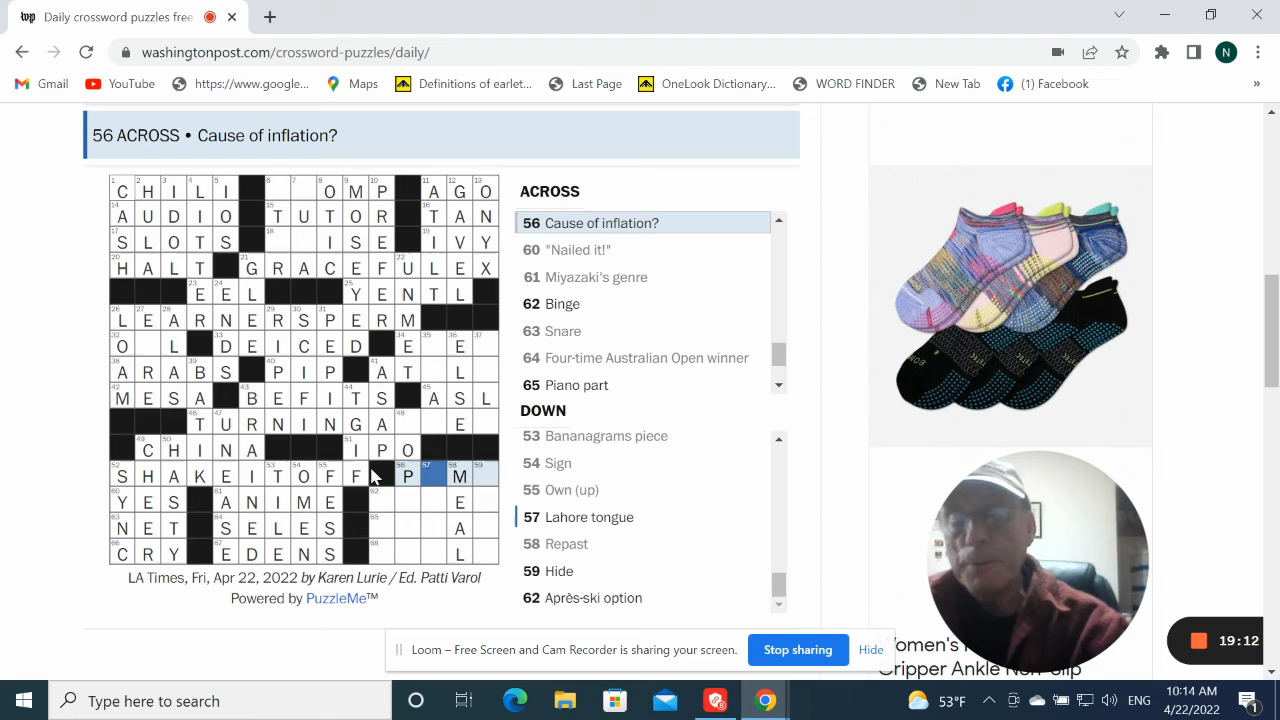 Daily crossword puzzles free
washingtonpost.com/crossword-puzzles/daily/
N
Gmail YouTube https://www.google... Maps Definitions of earlet... Last Page OneLook Dictionary... WORD FINDER New Tab (1) Facebook »
56 ACROSS • Cause of inflation?
ACROSS
56 Cause of inflation?
60 "Nailed it!"
61 Miyazaki's genre
62 Binge
63 Snare
64 Four-time Australian Open winner
65 Piano part
DOWN
53 Bananagrams piece
54 Sign
55 Own (up)
57 Lahore tongue
58 Repast
59 Hide
62 Après-ski option
C H I L I O M P A G O
A U D I O T U T O R T A N
S L O T S I S E I V Y
H A L T G R A C E F U L E X
E E L Y E N T L
L E A R N E R S P E R M
O L D E I C E D E E
A R A B S P I P A T L
M E S A B E F I T S A S L
T U R N I N G A E
C H I N A I P O
S H A K E I O F F P M
Y E S A N I M E E
N E T S E L E S A
C R Y E D E N S L
LA Times, Fri, Apr 22, 2022 by Karen Lurie / Ed. Patti Varol
Powered by PuzzleMe™
Loom – Free Screen and Cam Recorder is sharing your screen. Stop sharing Hide
19:12
Gripper Ankle Non-Slip
Type here to search
53°F ENG
10:14 AM
4/22/2022